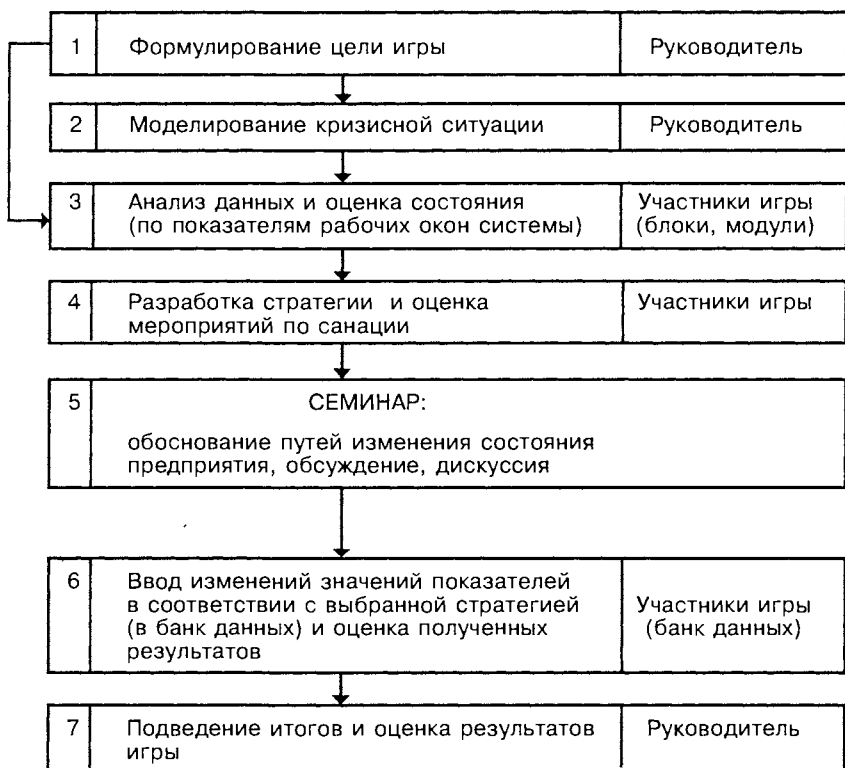 1 Формулирование цели игры Руководитель
2 Моделирование кризисной ситуации Руководитель
3 Анализ данных и оценка состояния Участники игры
(по показателям рабочих окон системы) (блоки, модули)
4 Разработка стратегии и оценка Участники игры
мероприятий по санации
5 СЕМИНАР:
обоснование путей изменения состояния
предприятия, обсуждение, дискуссия
6 Ввод изменений значений показателей
в соответствии с выбранной стратегией Участники игры
(в банк данных) и оценка полученных (банк данных)
результатов
7 Подведение итогов и оценка результатов Руководитель
игры